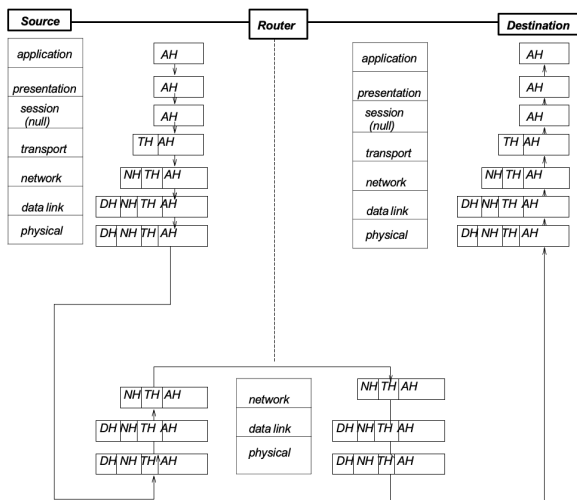 Source Router Destination
application AH application AH
presentation AH presentation AH
session AH session AH
(null) (null)
transport TH AH transport TH AH
network NH TH AH network NH TH AH
data link DH NH TH AH data link DH NH TH AH
physical DH NH TH AH physical DH NH TH AH
NH TH AH network NH TH AH
DH NH TH AH data link DH NH TH AH
DH NH TH AH physical DH NH TH AH